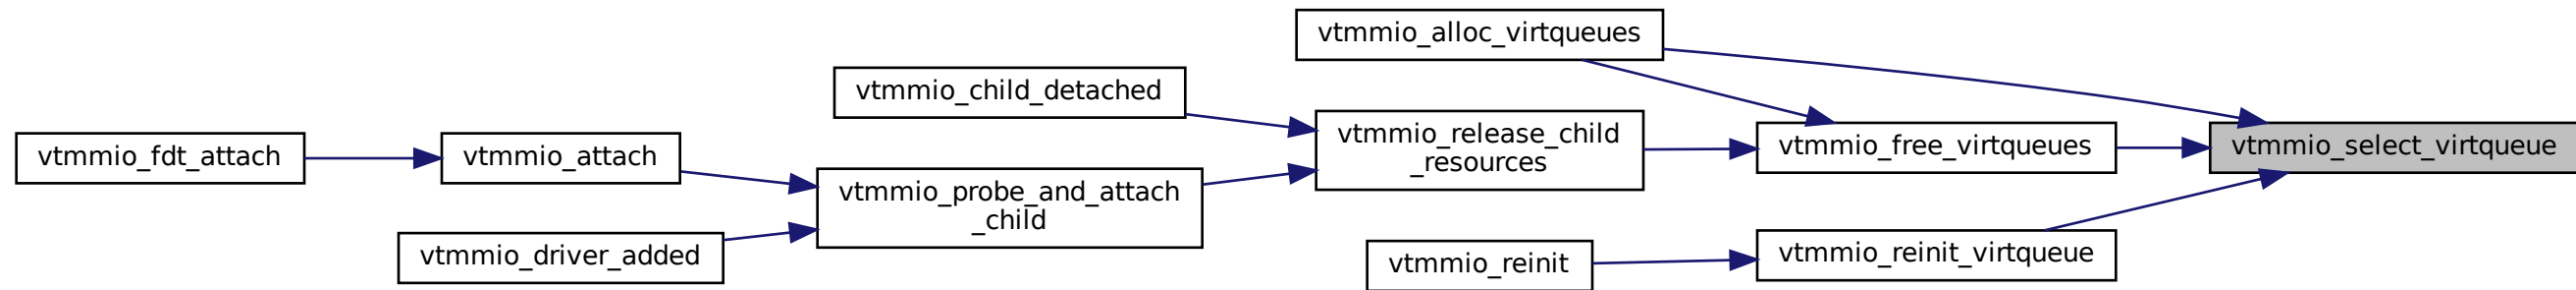 vtmmio_alloc_virtqueues
vtmmio_child_detached
vtmmio_release_child
_resources
vtmmio_free_virtqueues
vtmmio_select_virtqueue
vtmmio_fdt_attach
vtmmio_attach
vtmmio_probe_and_attach
_child
vtmmio_driver_added
vtmmio_reinit
vtmmio_reinit_virtqueue